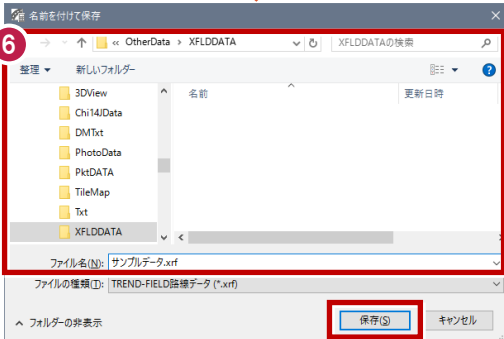 名前を付けて保存
6
« OtherData › XFLDDATA
XFLDDATAの検索
整理 新しいフォルダー
名前 更新日時
3DView
Chi14JData
DMTxt
PhotoData
PktDATA
TileMap
Txt
XFLDDATA
ファイル名(N): サンプルデータ.xrf
ファイルの種類(T): TREND-FIELD路線データ (*.xrf)
フォルダーの非表示
保存(S) キャンセル